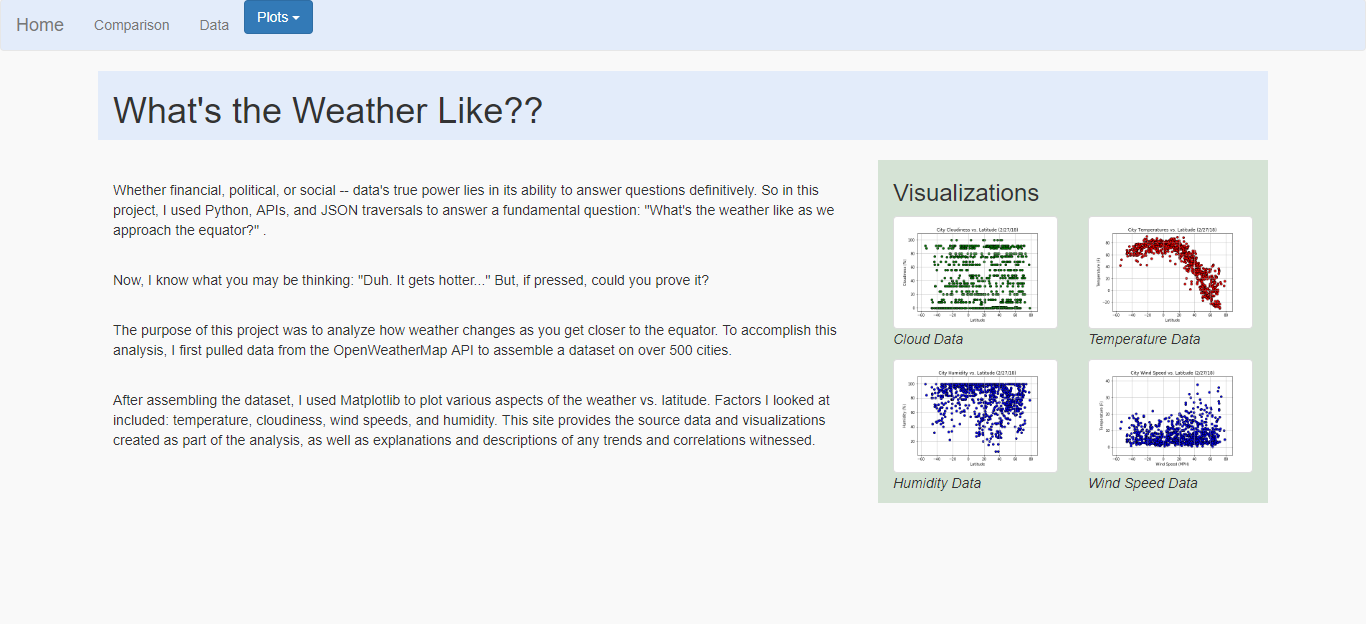 Home Comparison Data Plots
What's the Weather Like??
Whether financial, political, or social -- data's true power lies in its ability to answer questions definitively. So in this
project, I used Python, APIs, and JSON traversals to answer a fundamental question: "What's the weather like as we
approach the equator?" .
Now, I know what you may be thinking: "Duh. It gets hotter..." But, if pressed, could you prove it?
The purpose of this project was to analyze how weather changes as you get closer to the equator. To accomplish this
analysis, I first pulled data from the OpenWeatherMap API to assemble a dataset on over 500 cities.
After assembling the dataset, I used Matplotlib to plot various aspects of the weather vs. latitude. Factors I looked at
included: temperature, cloudiness, wind speeds, and humidity. This site provides the source data and visualizations
created as part of the analysis, as well as explanations and descriptions of any trends and correlations witnessed.
Visualizations
City Cloudiness vs. Latitude (2/27/18)
Cloudiness (%)
Latitude
Cloud Data
City Temperatures vs. Latitude (2/27/18)
Temperature (F)
Latitude
Temperature Data
City Humidity vs. Latitude (2/27/18)
Humidity (%)
Latitude
Humidity Data
City Wind Speed vs. Latitude (2/27/18)
Temperature (F)
Wind Speed (MPH)
Wind Speed Data